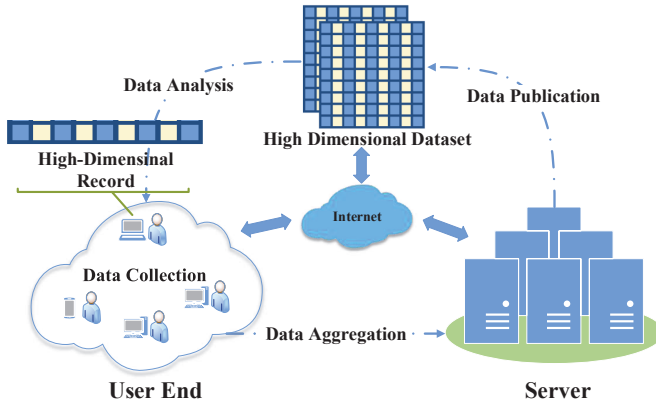 Data Analysis
Data Publication
High Dimensional Dataset
High-Dimensinal
Record
Internet
Data Collection
Data Aggregation
User End
Server